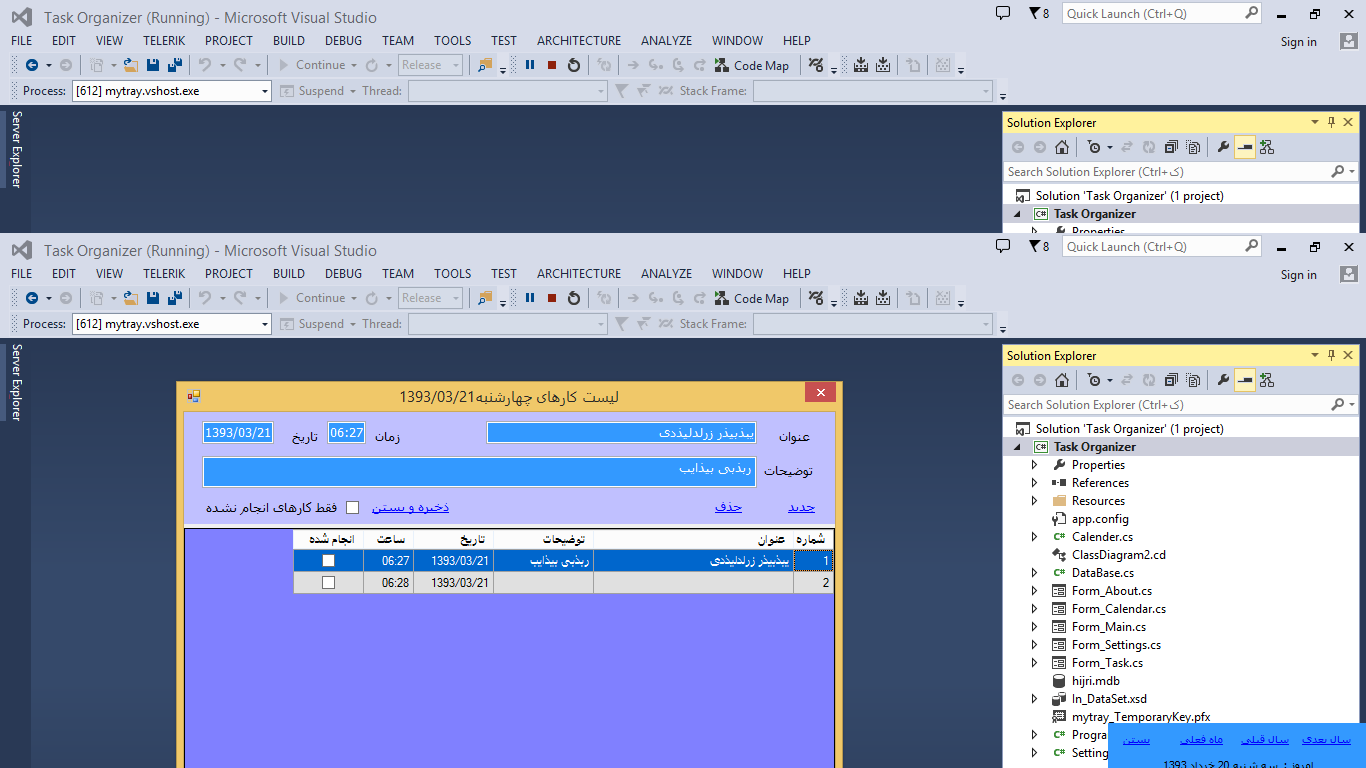 Task Organizer (Running) - Microsoft Visual Studio
8
Quick Launch (Ctrl+Q)
FILE EDIT VIEW TELERIK PROJECT BUILD DEBUG TEAM TOOLS TEST ARCHITECTURE ANALYZE WINDOW HELP
Sign in
Continue Release Code Map
Process: [612] mytray.vshost.exe Suspend Thread: Stack Frame:
Server Explorer
Solution Explorer
Search Solution Explorer (Ctrl+ک)
Solution 'Task Organizer' (1 project)
Task Organizer
Properties
Task Organizer (Running) - Microsoft Visual Studio
8
Quick Launch (Ctrl+Q)
FILE EDIT VIEW TELERIK PROJECT BUILD DEBUG TEAM TOOLS TEST ARCHITECTURE ANALYZE WINDOW HELP
Sign in
Continue Release Code Map
Process: [612] mytray.vshost.exe Suspend Thread: Stack Frame:
Server Explorer
لیست کارهای چهارشنبه1393/03/21
عنوان یبذبیذر زرلدلیذدی زمان 06:27 تاریخ 1393/03/21
توضیحات ربذبی بیذایب
جدید حذف ذخیره و بستن فقط کارهای انجام نشده
شماره عنوان توضیحات تاریخ ساعت انجام شده
1 یبذبیذر زرلدلیذدی ربذبی بیذایب 1393/03/21 06:27
2 1393/03/21 06:28
Solution Explorer
Search Solution Explorer (Ctrl+ک)
Solution 'Task Organizer' (1 project)
Task Organizer
Properties
References
Resources
app.config
Calender.cs
ClassDiagram2.cd
DataBase.cs
Form_About.cs
Form_Calendar.cs
Form_Main.cs
Form_Settings.cs
Form_Task.cs
hijri.mdb
In_DataSet.xsd
mytray_TemporaryKey.pfx
Progra
Setting
سال بعدی سال قبلی ماه فعلی بستن
امروز : سه شنبه 20 خرداد 1393